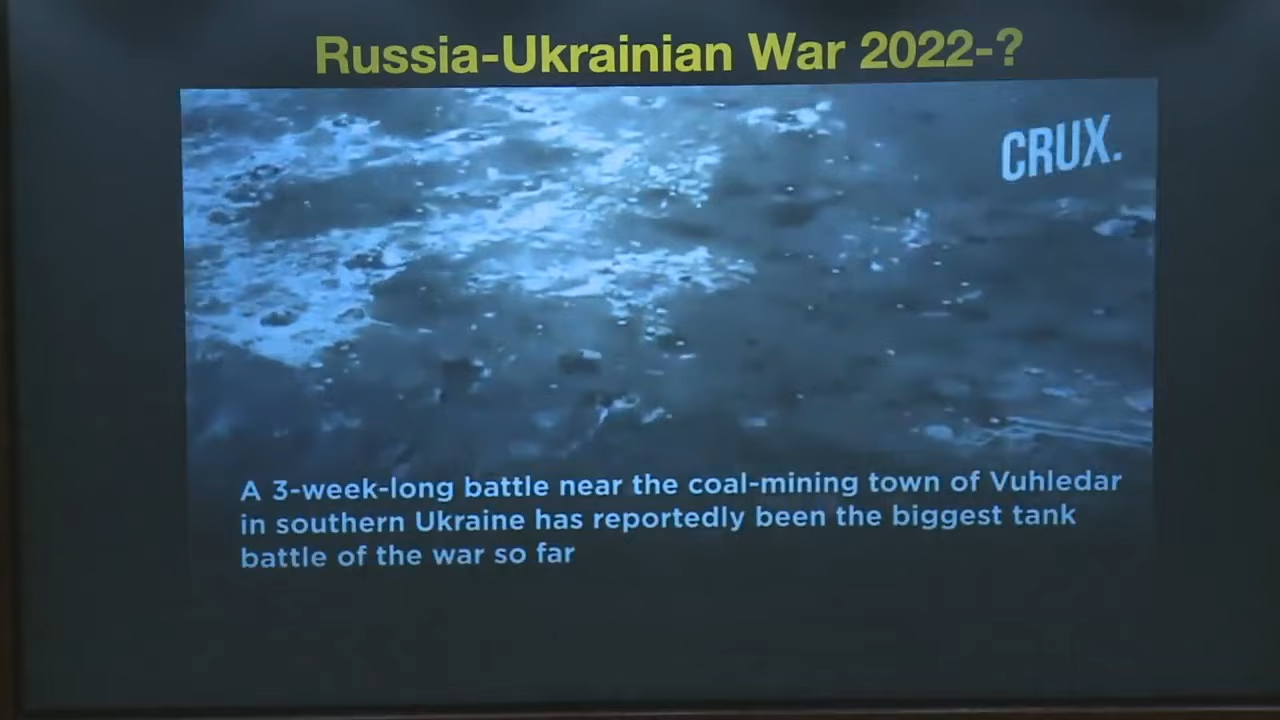 Russia-Ukrainian War 2022-?
CRUX.
A 3-week-long battle near the coal-mining town of Vuhledar
in southern Ukraine has reportedly been the biggest tank
battle of the war so far